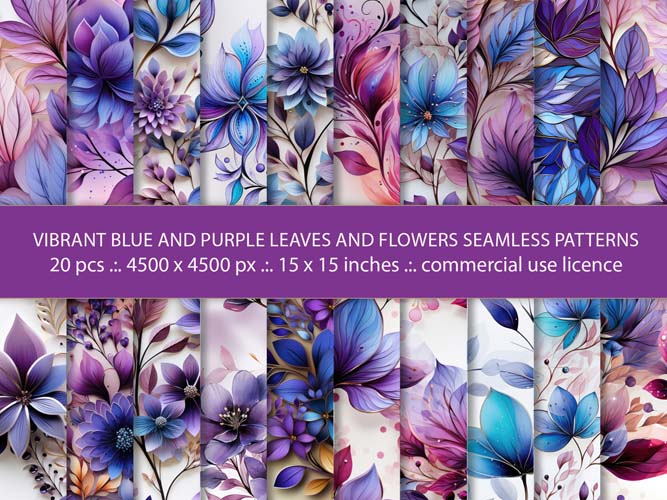 VIBRANT BLUE AND PURPLE LEAVES AND FLOWERS SEAMLESS PATTERNS
20 pcs .:. 4500 x 4500 px .:. 15 x 15 inches .:. commercial use licence